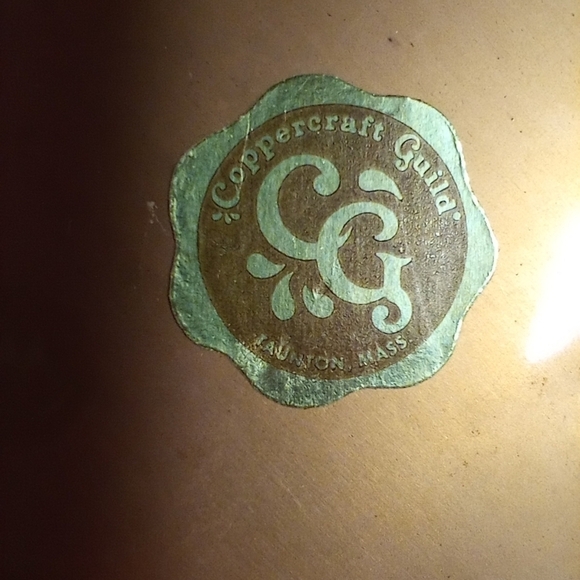 Coppercraft Guild
CG
TAUNTON, MASS.